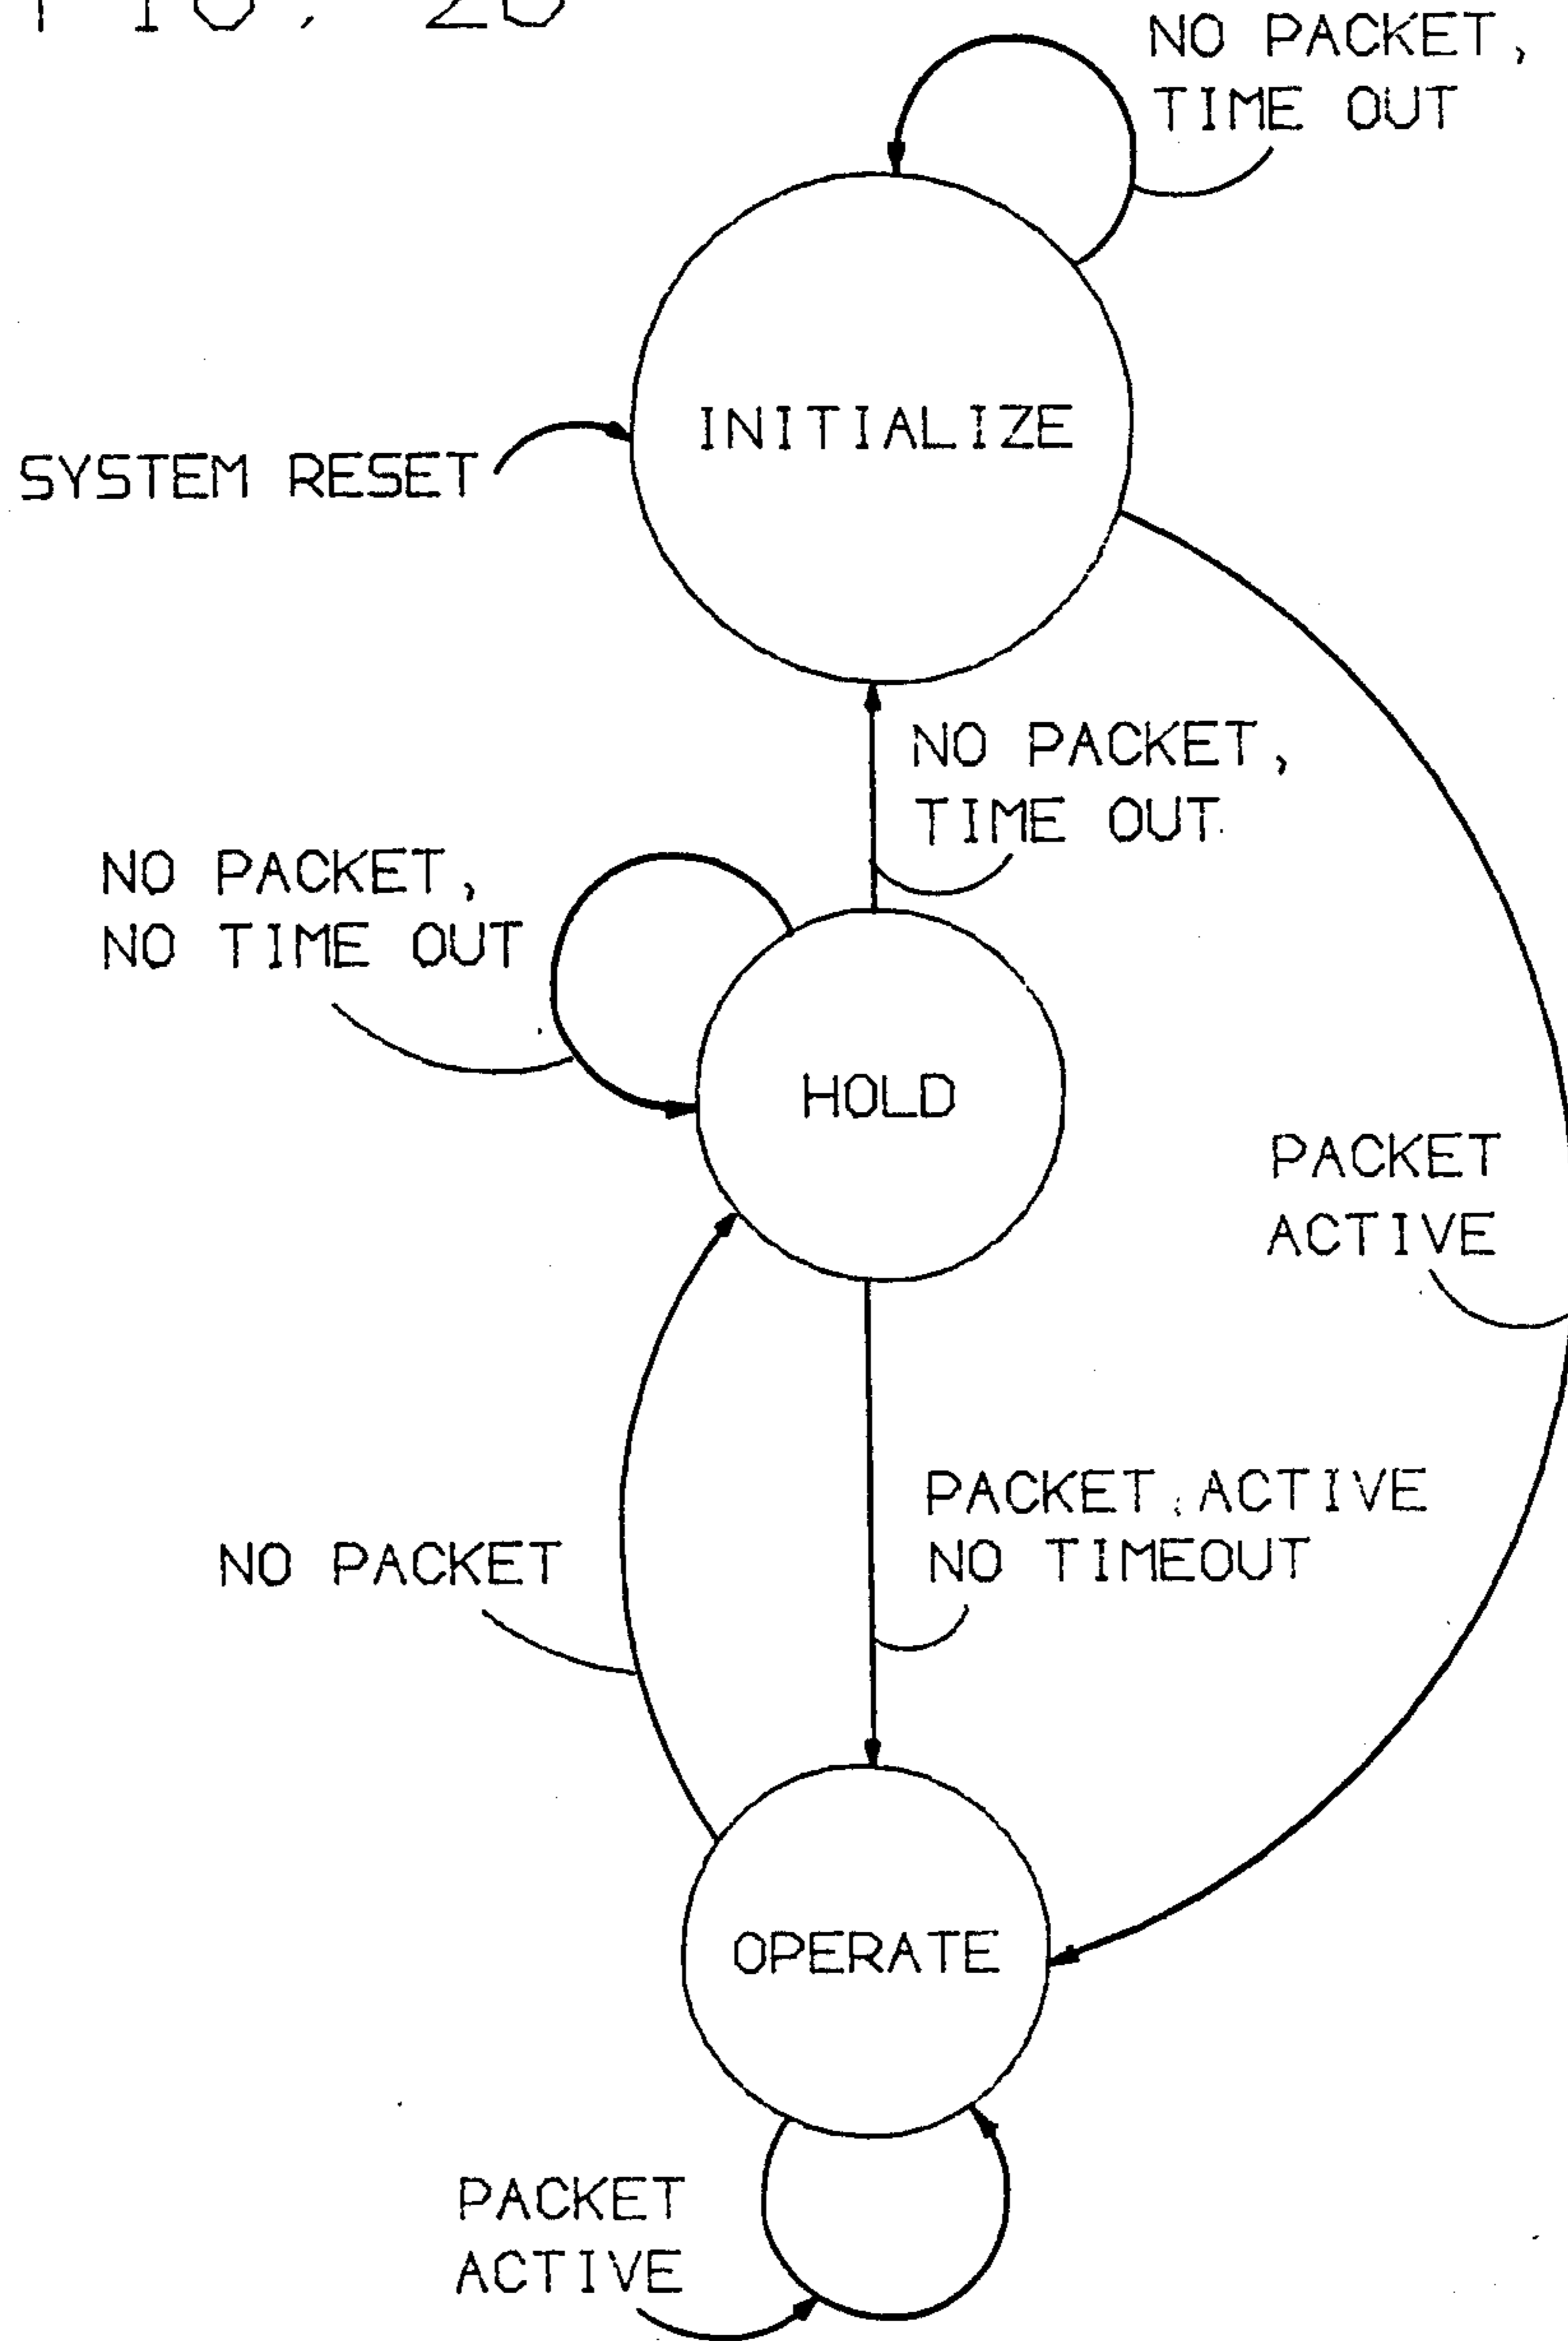 NO PACKET,
TIME OUT
INITIALIZE
SYSTEM RESET
NO PACKET,
TIME OUT
NO PACKET,
NO TIME OUT
HOLD
PACKET
ACTIVE
PACKET ACTIVE
NO TIMEOUT
NO PACKET
OPERATE
PACKET
ACTIVE